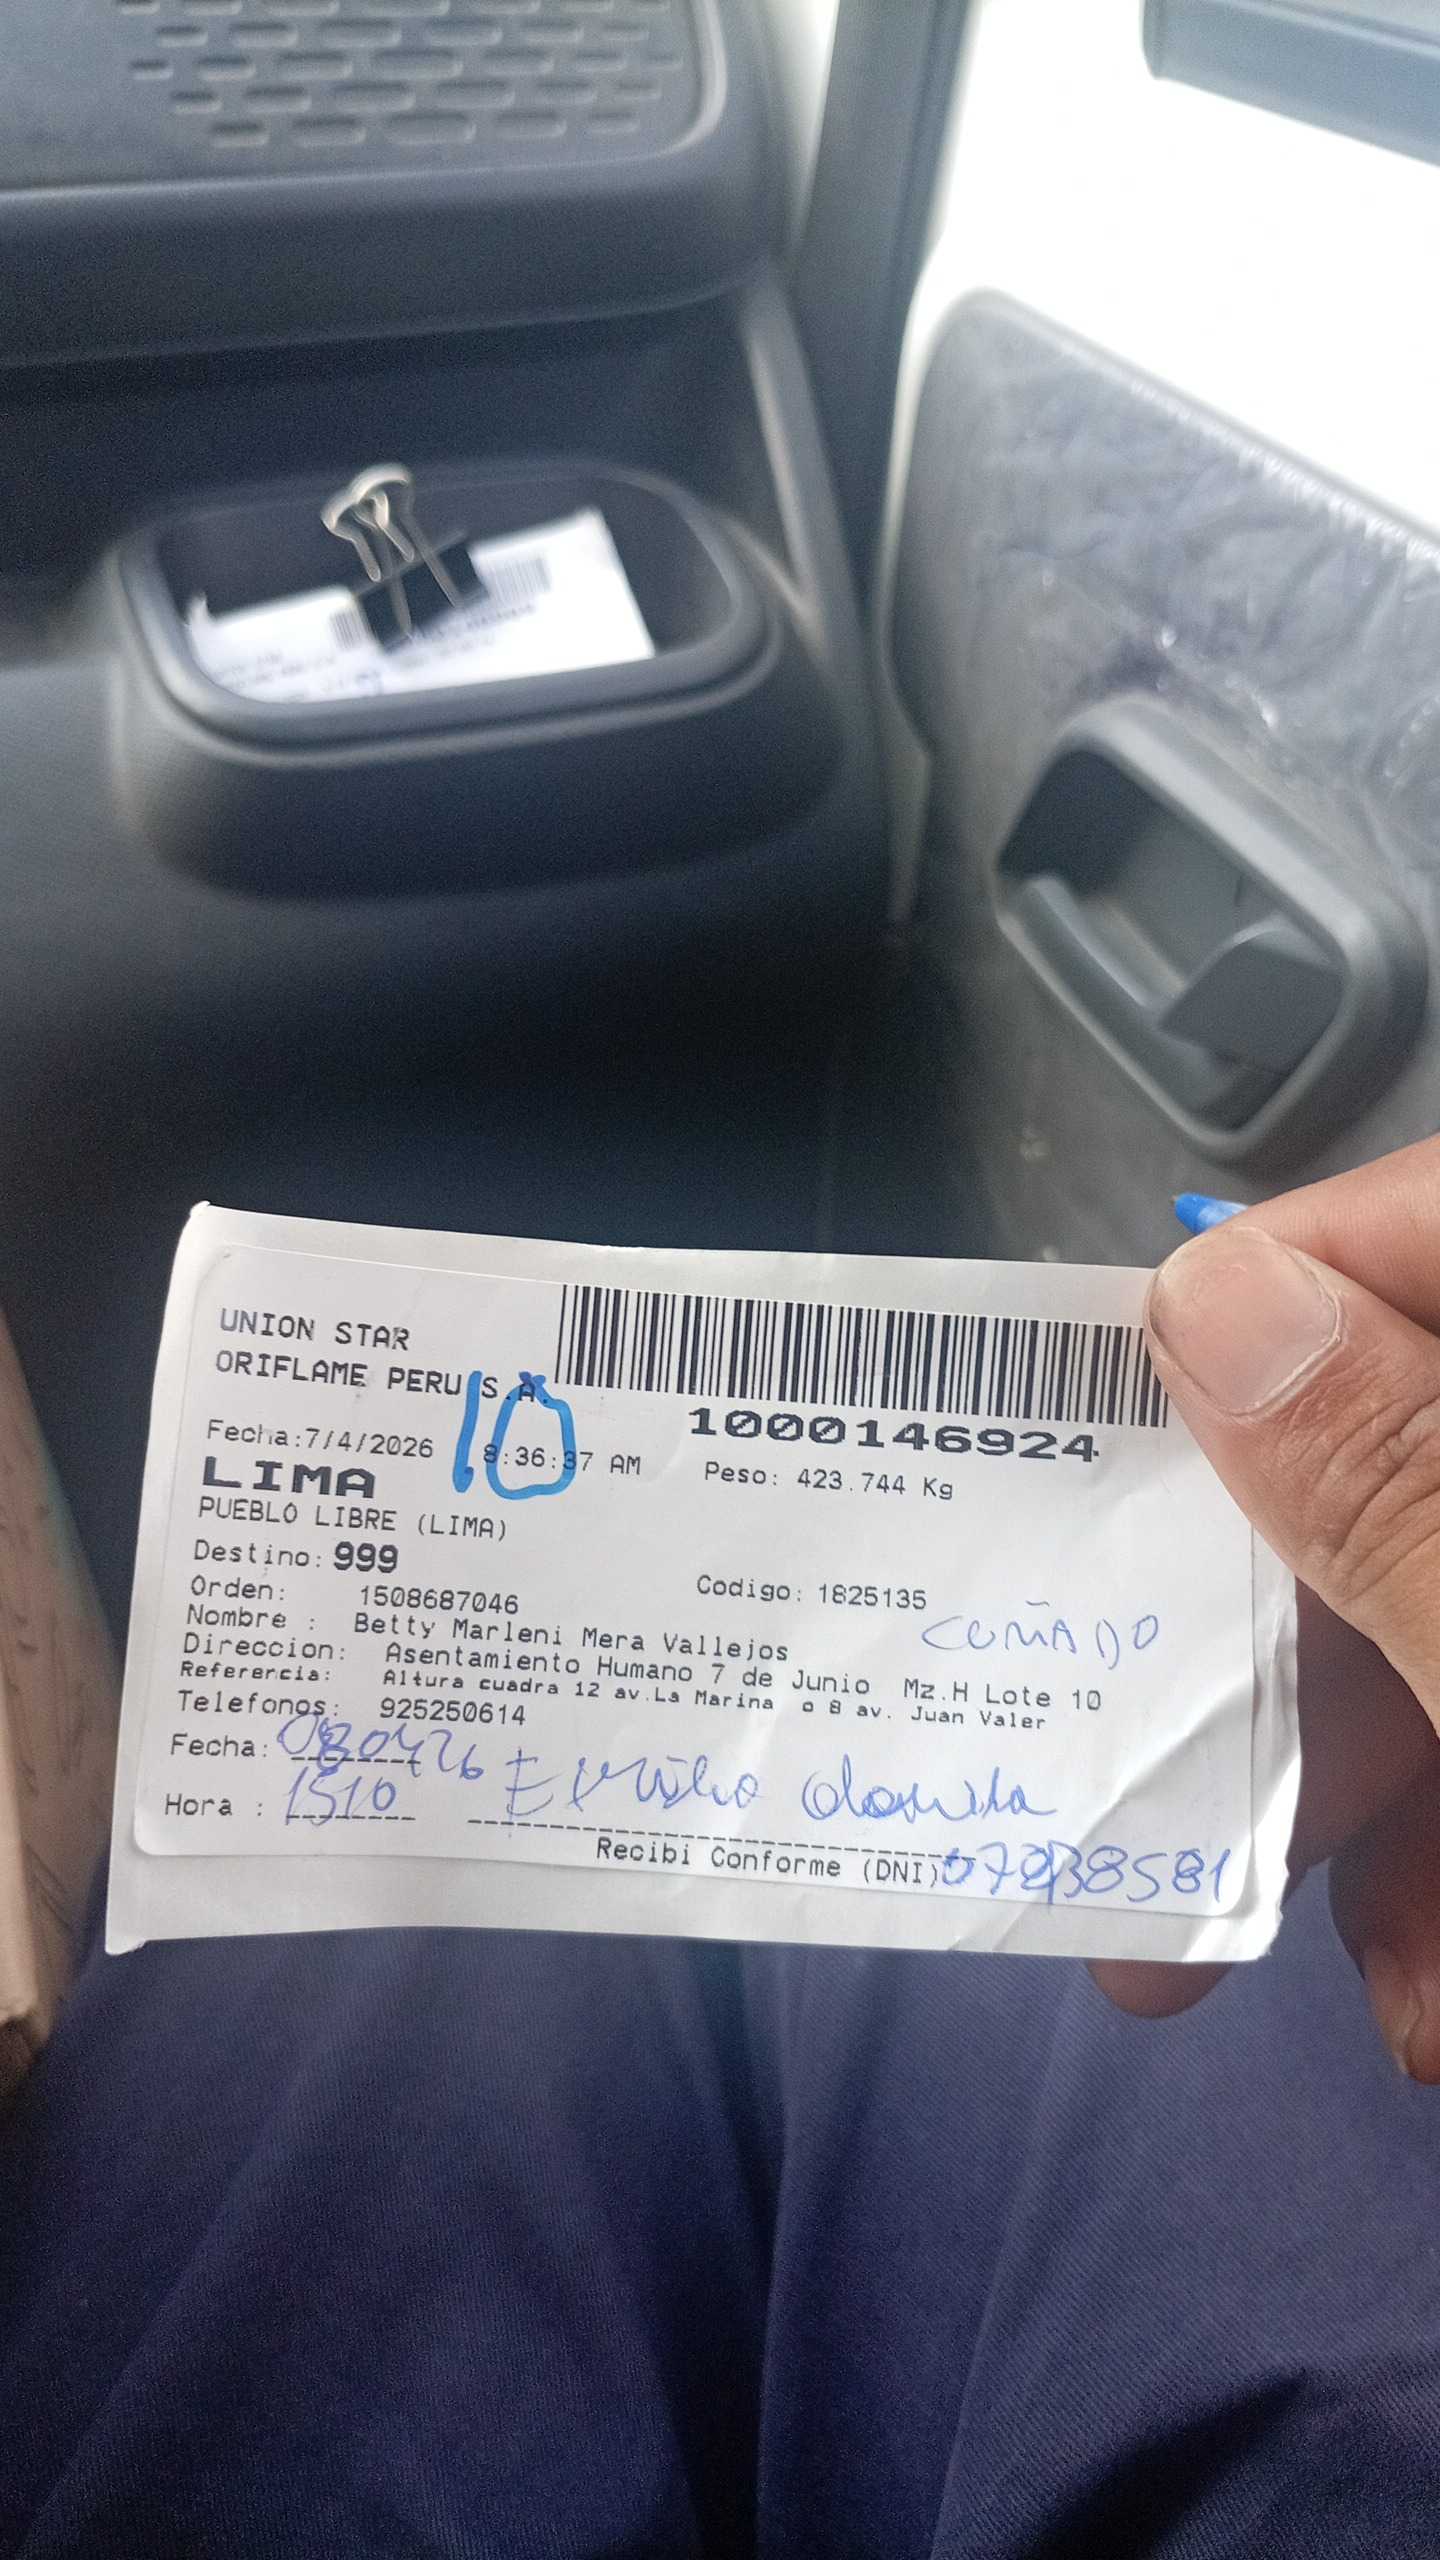 UNION STAR
ORIFLAME PERU S.A.
1000146924
10
Fecha:7/4/2026 8:36:37 AM
Peso: 423.744 Kg
LIMA
PUEBLO LIBRE (LIMA)
Destino: 999
Orden: 1508687046
Codigo: 1825135
CUÑADO
Nombre : Betty Marleni Mera Vallejos
Direccion: Asentamiento Humano 7 de Junio Mz.H Lote 10
Referencia: Altura cuadra 12 av.La Marina o 8 av. Juan Valer
Telefonos: 925250614
Fecha: 080426
Hora : 1510
Recibi Conforme (DNI)